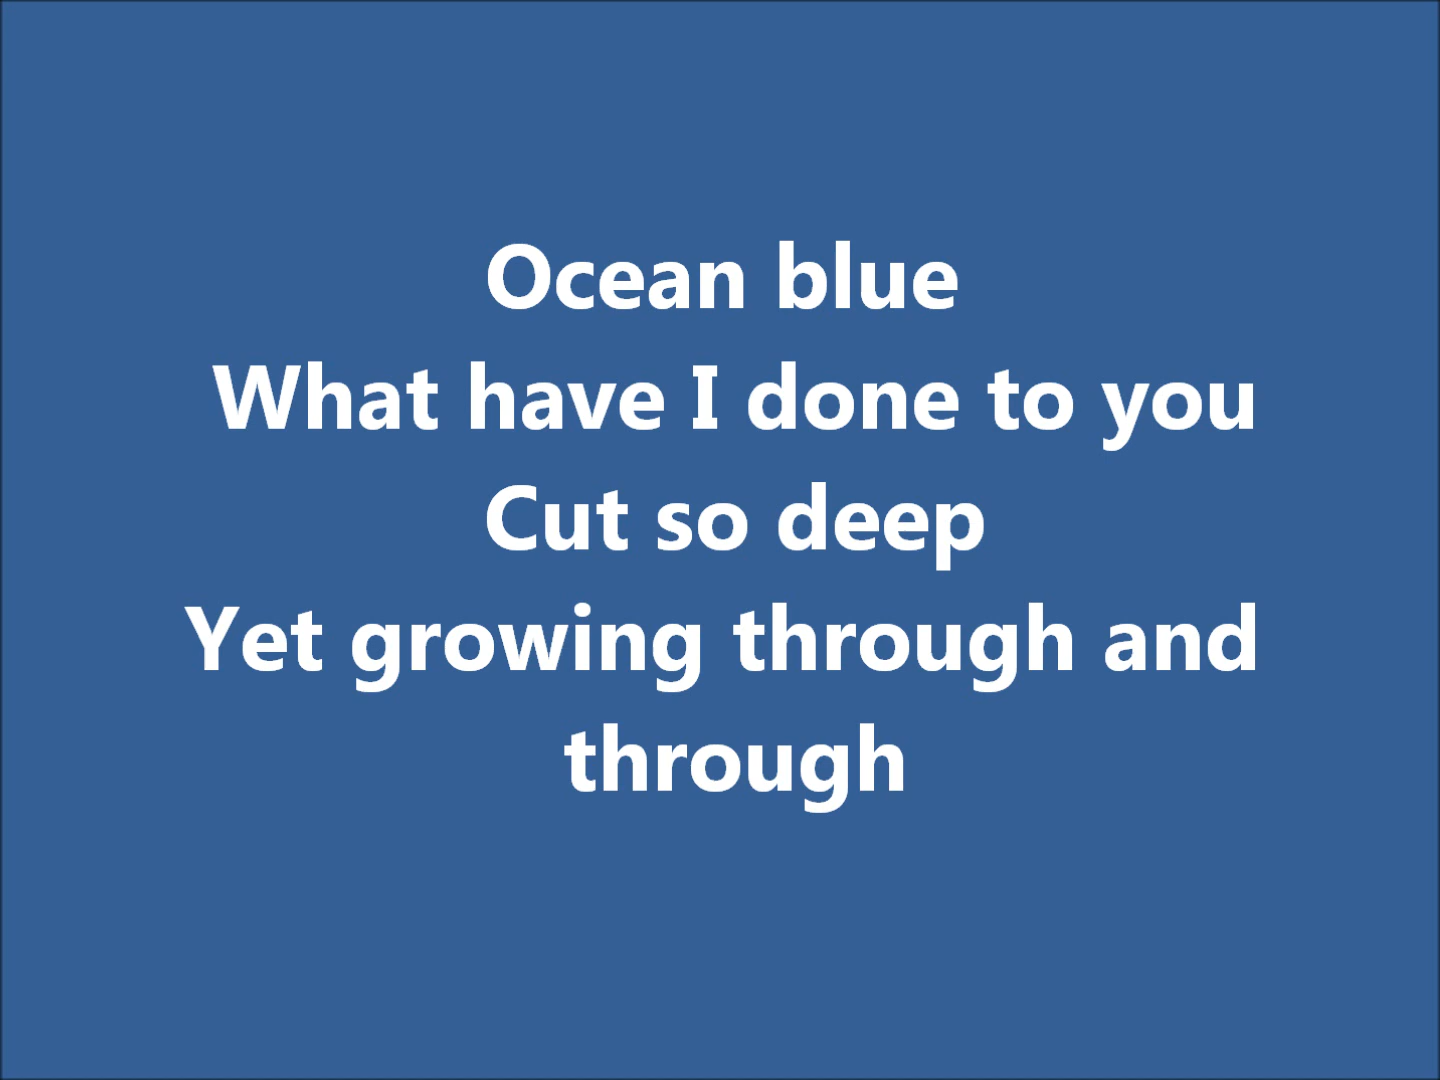 Ocean blue
What have I done to you
Cut so deep
Yet growing through and
through